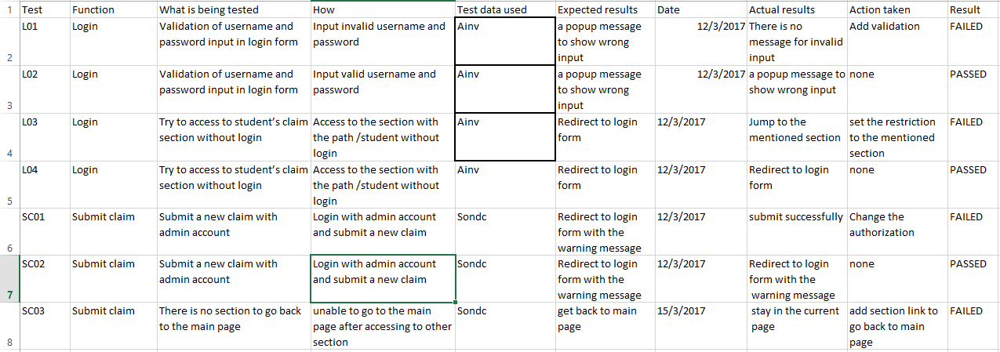 1 Test Function What is being tested How Test data used Expected results Date Actual results Action taken Result
L01 Login Validation of username and Input invalid username and Ainv a popup message 12/3/2017 There is no Add validation FAILED
password input in login form password to show wrong message for invalid
2 input input
L02 Login Validation of username and Input valid username and Ainv a popup message 12/3/2017 a popup message to none PASSED
password input in login form password to show wrong show wrong input
3 input
L03 Login Try to access to student's claim Access to the section with Ainv Redirect to login 12/3/2017 Jump to the set the restriction FAILED
section without login the path /student without form mentioned section to the mentioned
4 login section
L04 Login Try to access to student's claim Access to the section with Ainv Redirect to login 12/3/2017 Redirect to login none PASSED
section without login the path /student without form form
5 login
SC01 Submit claim Submit a new claim with Login with admin account Sondc Redirect to login 12/3/2017 submit successfully Change the FAILED
admin account and submit a new claim form with the authorization
6 warning message
SC02 Submit claim Submit a new claim with Login with admin account Sondc Redirect to login 12/3/2017 Redirect to login none PASSED
admin account and submit a new claim form with the form with the
7 warning message warning message
SC03 Submit claim There is no section to go back unable to go to the main Sondc get back to main 15/3/2017 stay in the current add section link to FAILED
to the main page page after accessing to other page page go back to main
8 section page